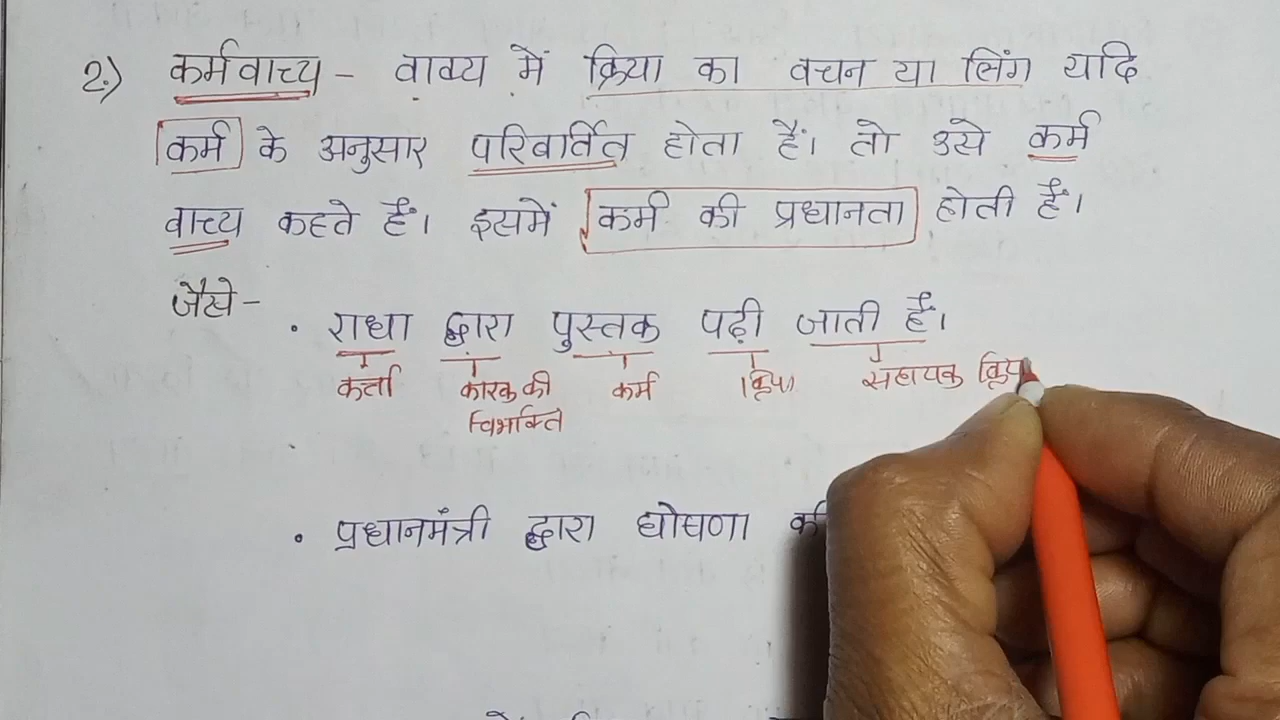 2.) कर्मवाच्य - वाक्य में क्रिया का वचन या लिंग यदि
कर्म के अनुसार परिवर्तित होता है। तो उसे कर्म
वाच्य कहते हैं। इसमें कर्म की प्रधानता होती है।
जैसे-
• राधा द्वारा पुस्तक पढ़ी जाती है।
कर्त्ता कारक की कर्म क्रिया सहायक
विभक्ति
• प्रधानमंत्री द्वारा घोषणा